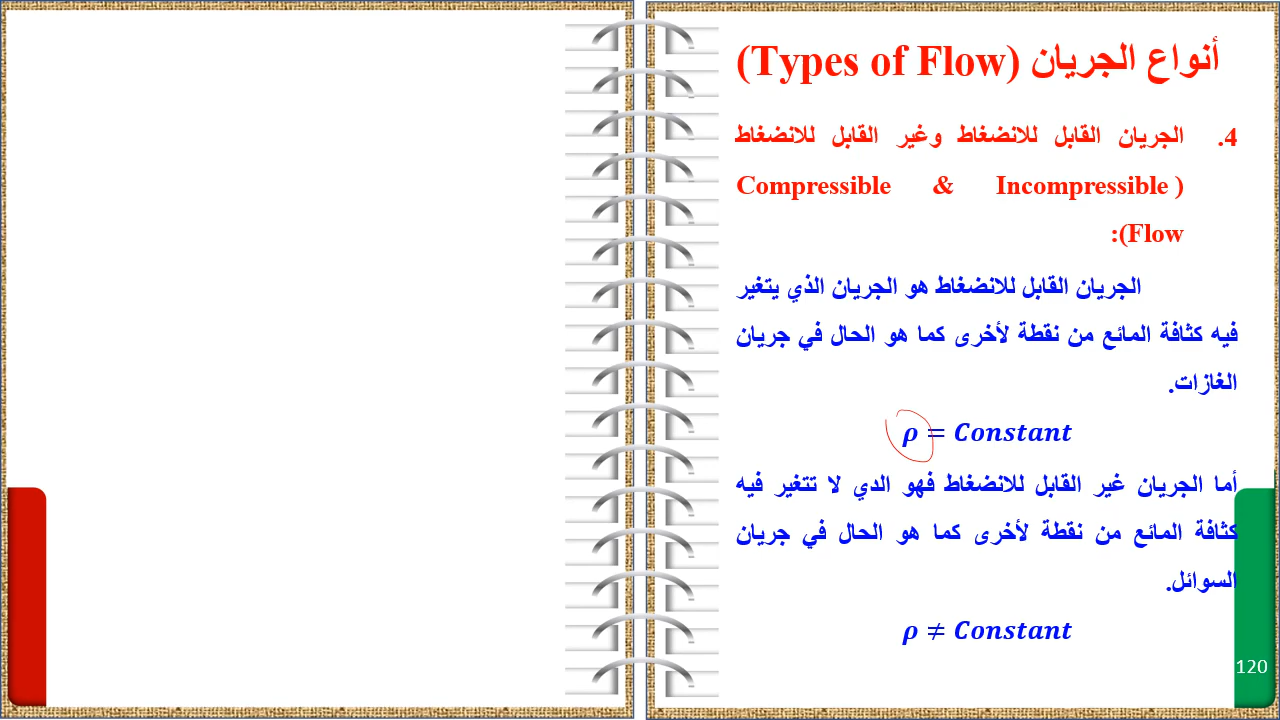 أنواع الجريان (Types of Flow)
4. الجريان القابل للانضغاط وغير القابل للانضغاط
(Compressible & Incompressible
Flow):
الجريان القابل للانضغاط هو الجريان الذي يتغير
فيه كثافة المائع من نقطة لأخرى كما هو الحال في جريان
الغازات.
ρ = Constant
أما الجريان غير القابل للانضغاط فهو الدي لا تتغير فيه
كثافة المائع من نقطة لأخرى كما هو الحال في جريان
السوائل.
ρ ≠ Constant
120